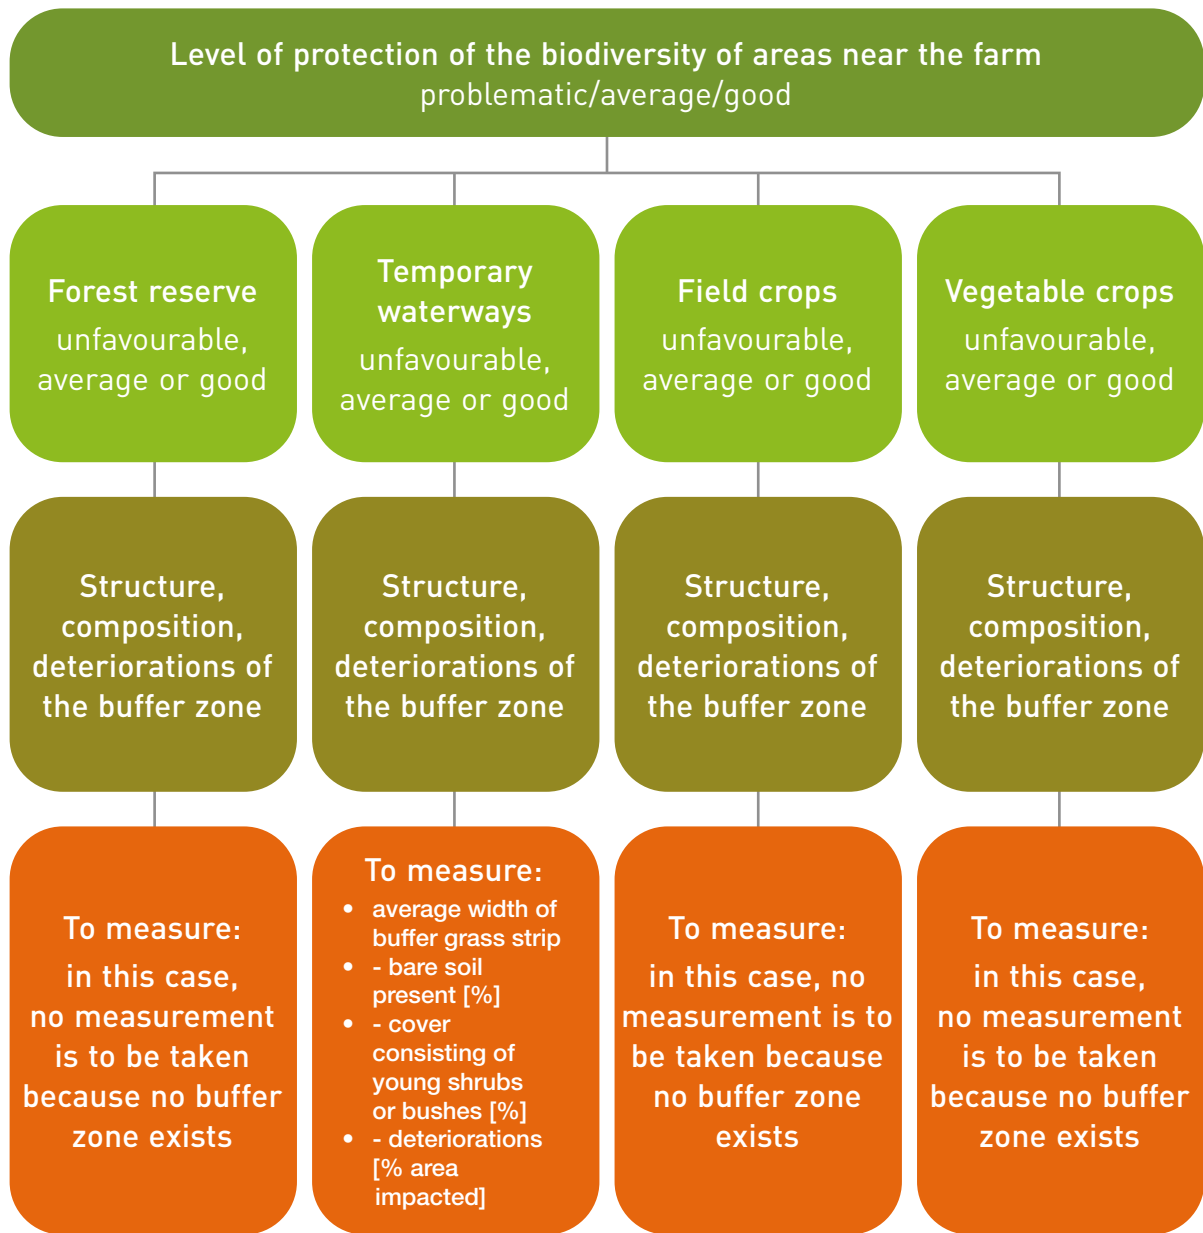 Level of protection of the biodiversity of areas near the farm
problematic/average/good
Forest reserve
unfavourable,
average or good
Temporary
waterways
unfavourable,
average or good
Field crops
unfavourable,
average or good
Vegetable crops
unfavourable,
average or good
Structure,
composition,
deteriorations of
the buffer zone
Structure,
composition,
deteriorations of
the buffer zone
Structure,
composition,
deteriorations of
the buffer zone
Structure,
composition,
deteriorations of
the buffer zone
To measure:
in this case,
no measurement
is to be taken
because no buffer
zone exists
To measure:
• average width of
buffer grass strip
• - bare soil
present [%]
• - cover
consisting of
young shrubs
or bushes [%]
• - deteriorations
[% area
impacted]
To measure:
in this case, no
measurement is to
be taken because
no buffer zone
exists
To measure:
in this case,
no measurement
is to be taken
because no buffer
zone exists